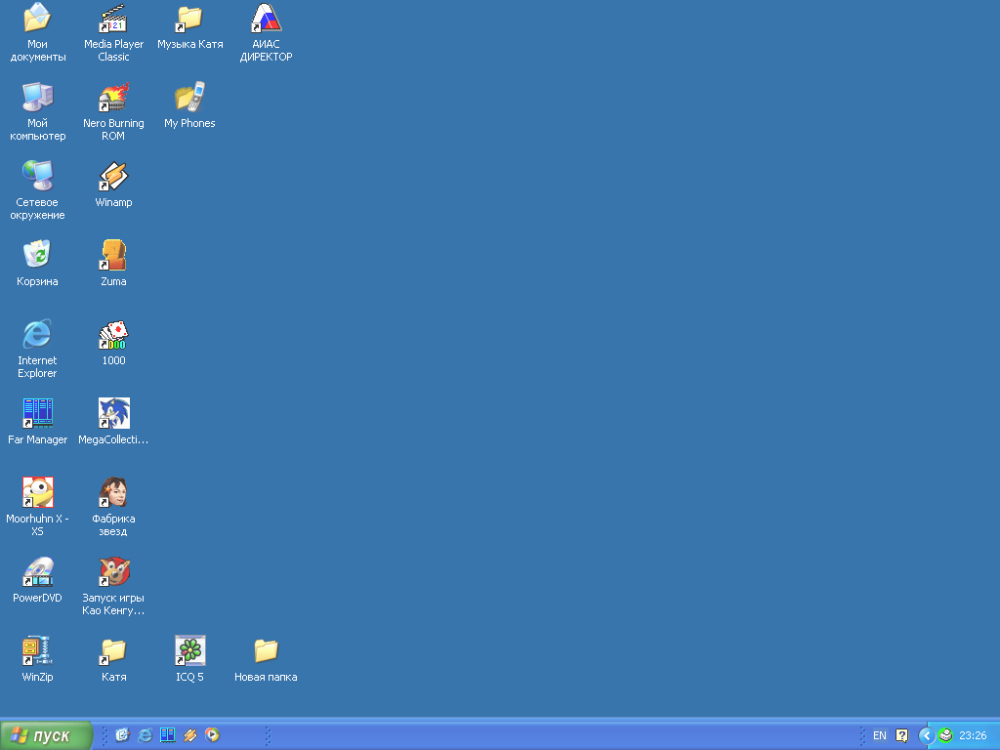 Мои
документы
Media Player
Classic
Музыка Катя
АИАС
ДИРЕКТОР
Мой
компьютер
Nero Burning
ROM
My Phones
Сетевое
окружение
Winamp
Корзина
Zuma
Internet
Explorer
1000
Far Manager
MegaCollecti...
Moorhuhn X -
XS
Фабрика
звезд
PowerDVD
Запуск игры
Као Кенгу...
WinZip
Катя
ICQ 5
Новая папка
пуск
EN
23:26